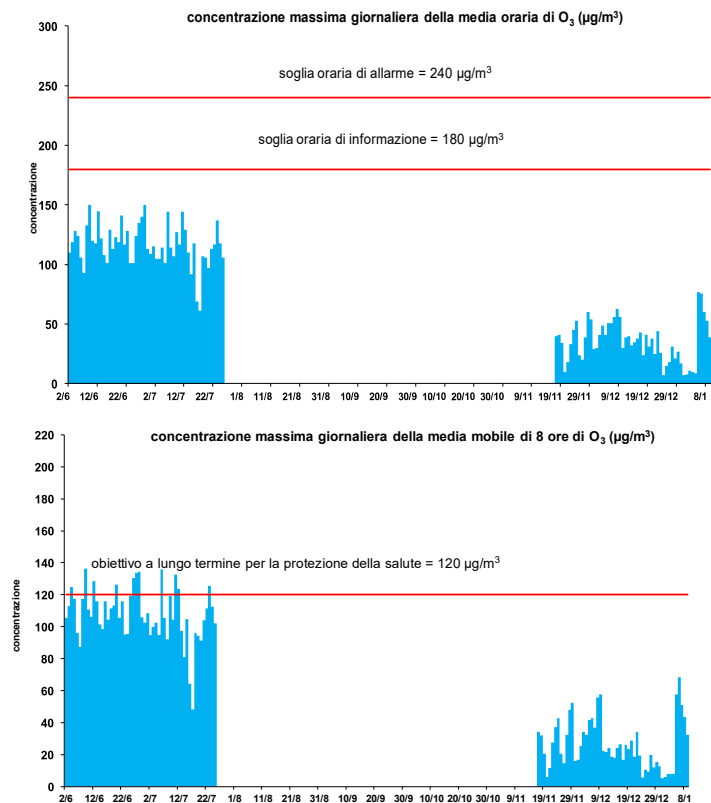 concentrazione massima giornaliera della media oraria di O₃ (µg/m³)
300
250
200
150
100
50
0
concentrazione
soglia oraria di allarme = 240 µg/m³
soglia oraria di informazione = 180 µg/m³
2/6 12/6 22/6 2/7 12/7 22/7 1/8 11/8 21/8 31/8 10/9 20/9 30/9 10/10 20/10 30/10 9/11 19/11 29/11 9/12 19/12 29/12 8/1
concentrazione massima giornaliera della media mobile di 8 ore di O₃ (µg/m³)
220
200
180
160
140
120
100
80
60
40
20
0
concentrazione
obiettivo a lungo termine per la protezione della salute = 120 µg/m³
2/6 12/6 22/6 2/7 12/7 22/7 1/8 11/8 21/8 31/8 10/9 20/9 30/9 10/10 20/10 30/10 9/11 19/11 29/11 9/12 19/12 29/12 8/1